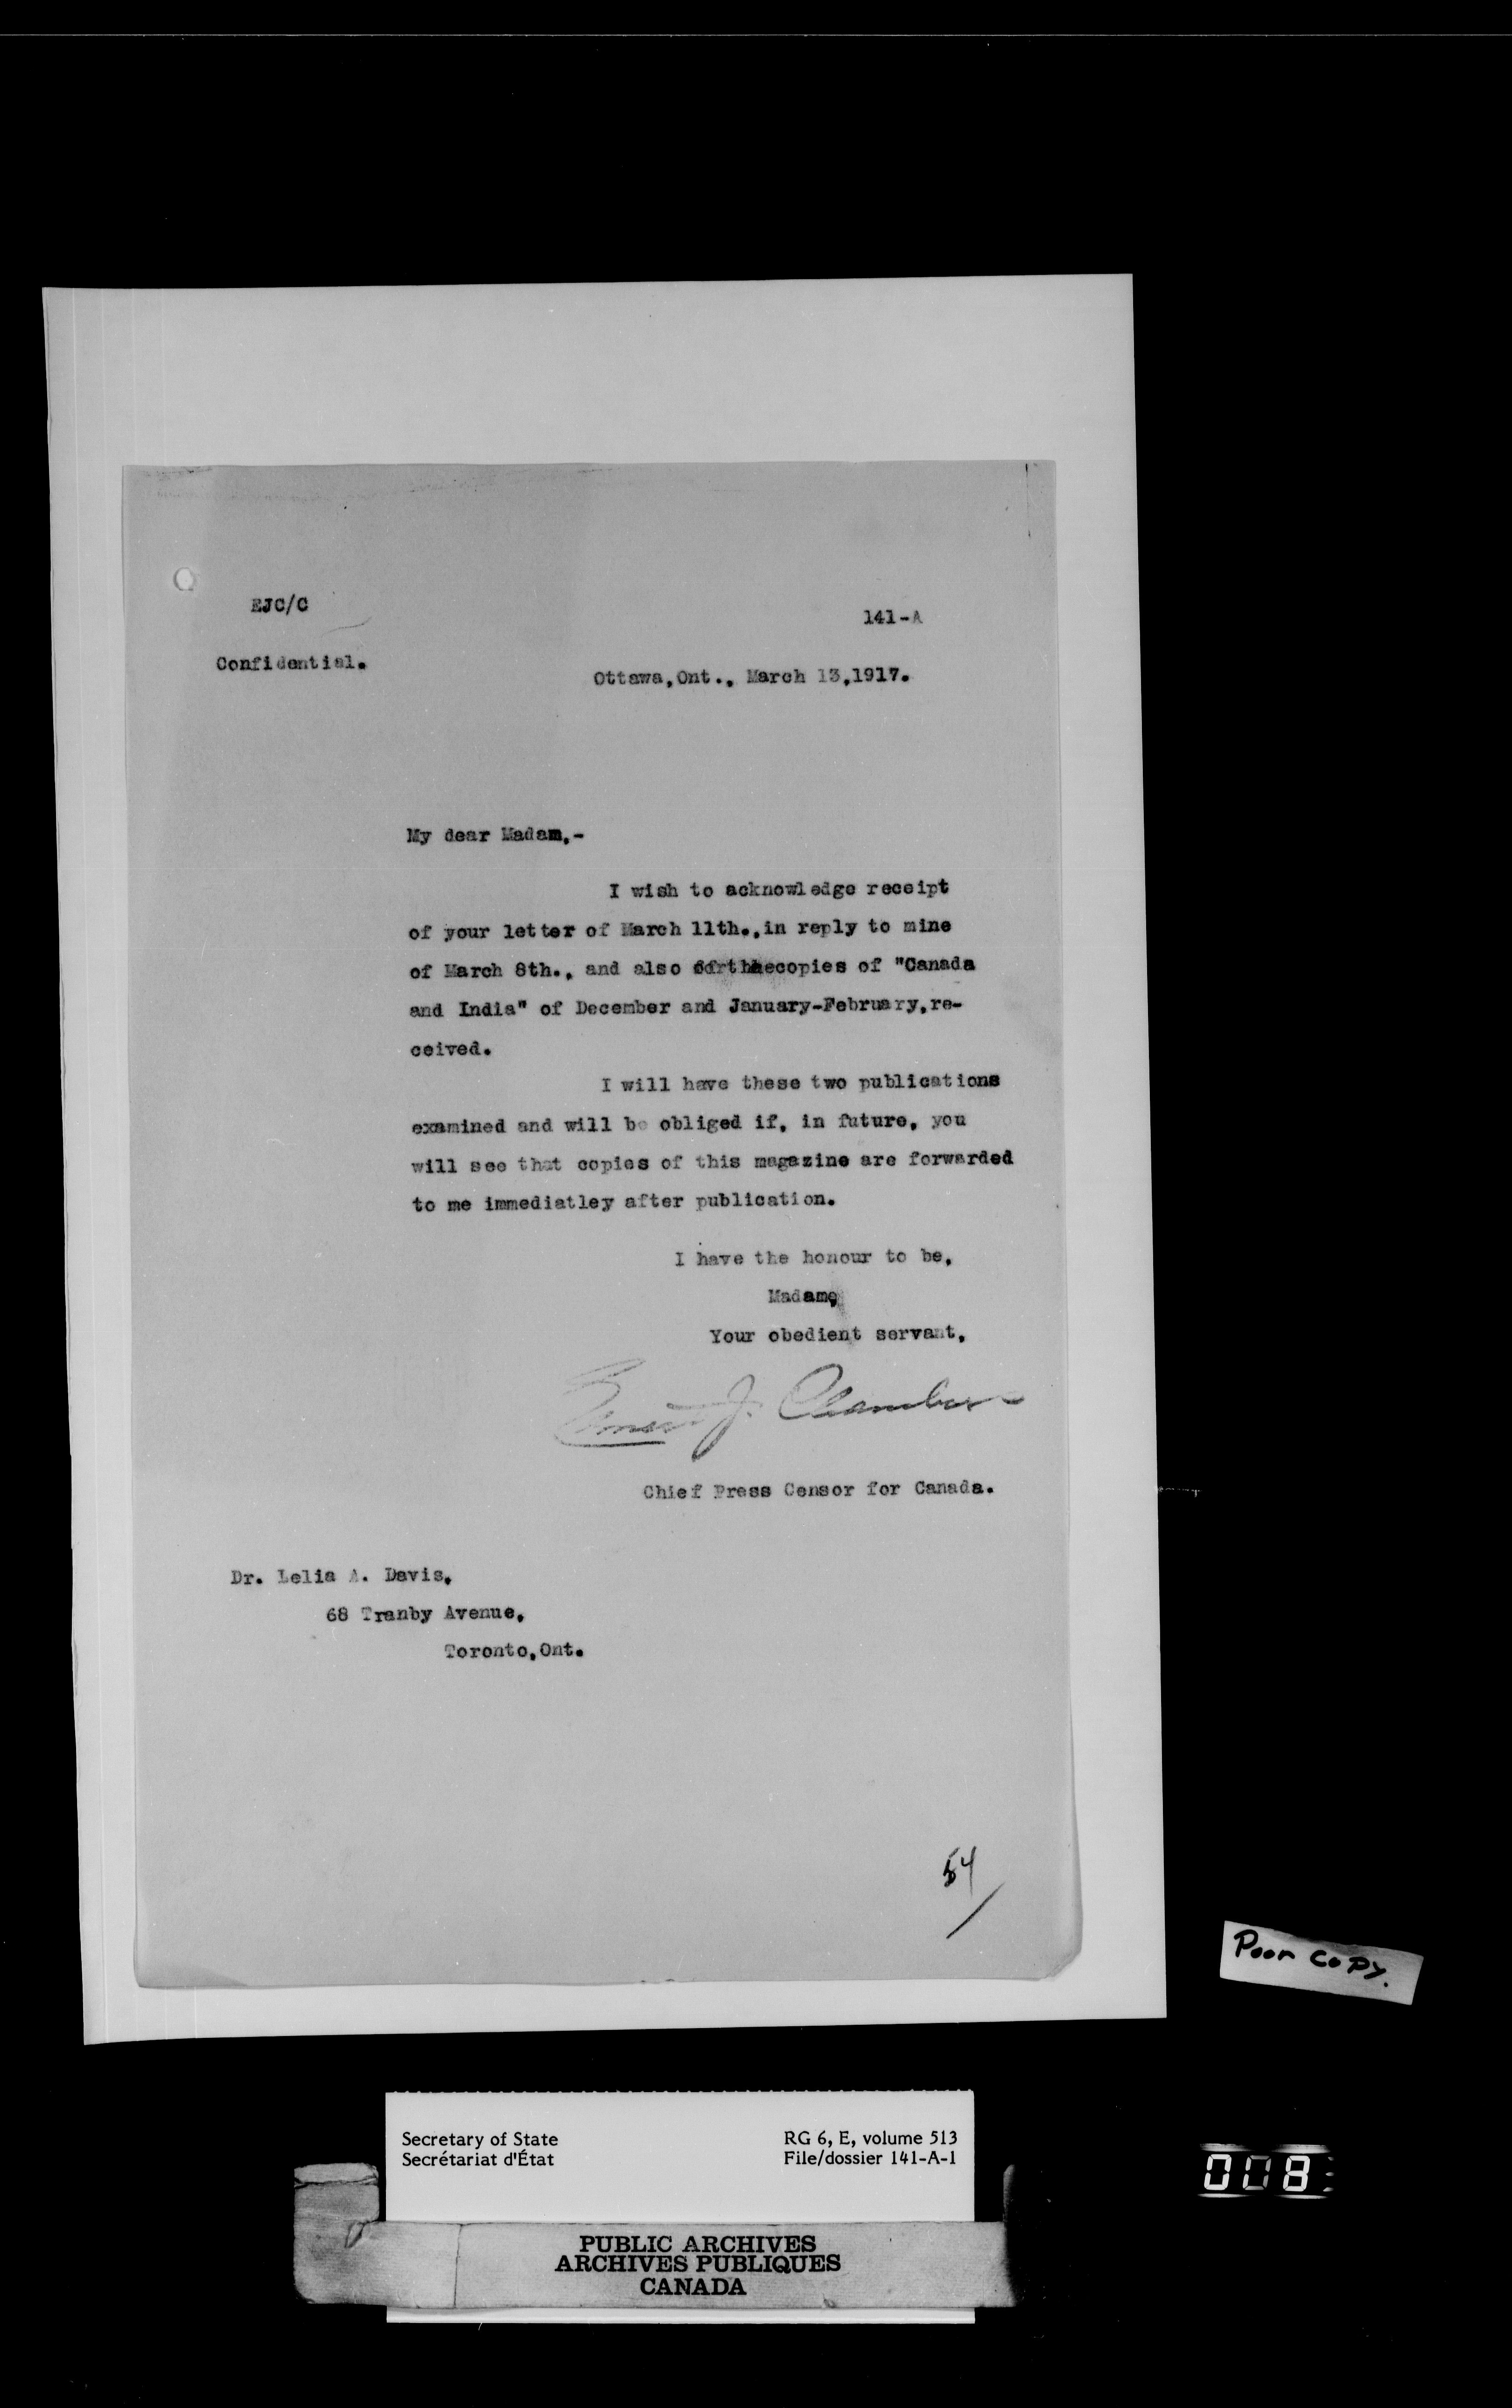 EJC/C
141-A
Confidential.
Ottawa,Ont., March 13,1917.
My dear Madam,-
I wish to acknowledge receipt
of your letter of March 11th.,in reply to mine
of March 8th., and also copies of "Canada
and India" of December and January-February,re-
ceived.
I will have these two publications
examined and will be obliged if, in future, you
will see that copies of this magazine are forwarded
to me immediatley after publication.
I have the honour to be,
Madam,
Your obedient servant,
Ernest J. Chambers
Chief Press Censor for Canada.
Dr. Lelia A. Davis,
68 Tranby Avenue,
Toronto,Ont.
54
Poor Copy.
Secretary of State
Secrétariat d'État
RG 6, E, volume 513
File/dossier 141-A-1
008
PUBLIC ARCHIVES
ARCHIVES PUBLIQUES
CANADA